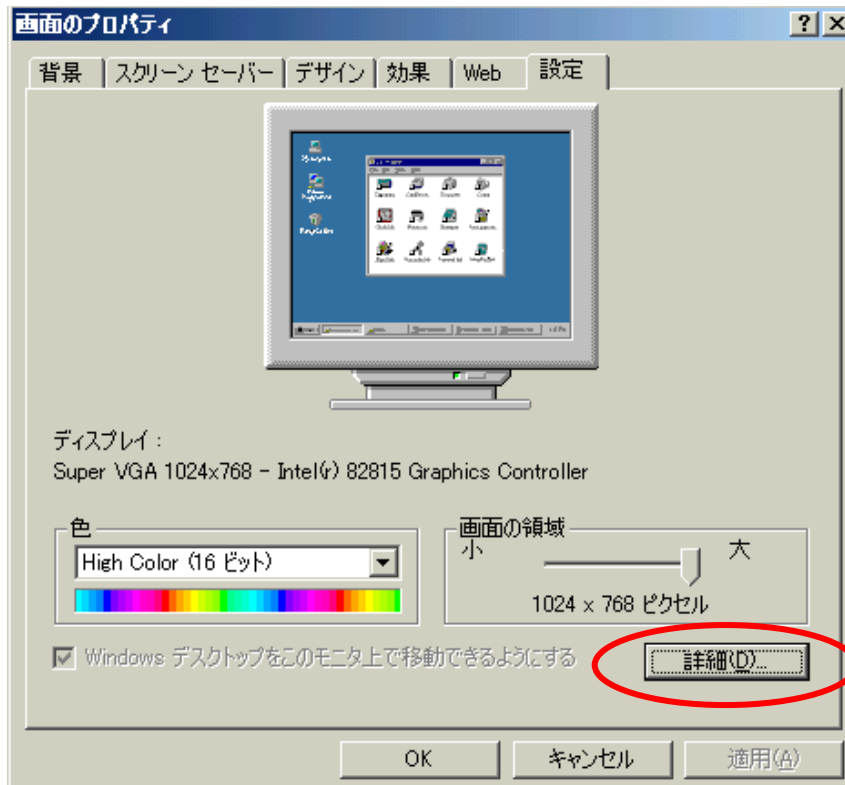 画面のプロパティ
背景 スクリーン セーバー デザイン 効果 Web 設定
ディスプレイ :
Super VGA 1024x768 - Intel(r) 82815 Graphics Controller
色
High Color (16 ビット)
画面の領域
小 大
1024 x 768 ピクセル
Windows デスクトップをこのモニタ上で移動できるようにする
詳細(D)...
OK キャンセル 適用(A)